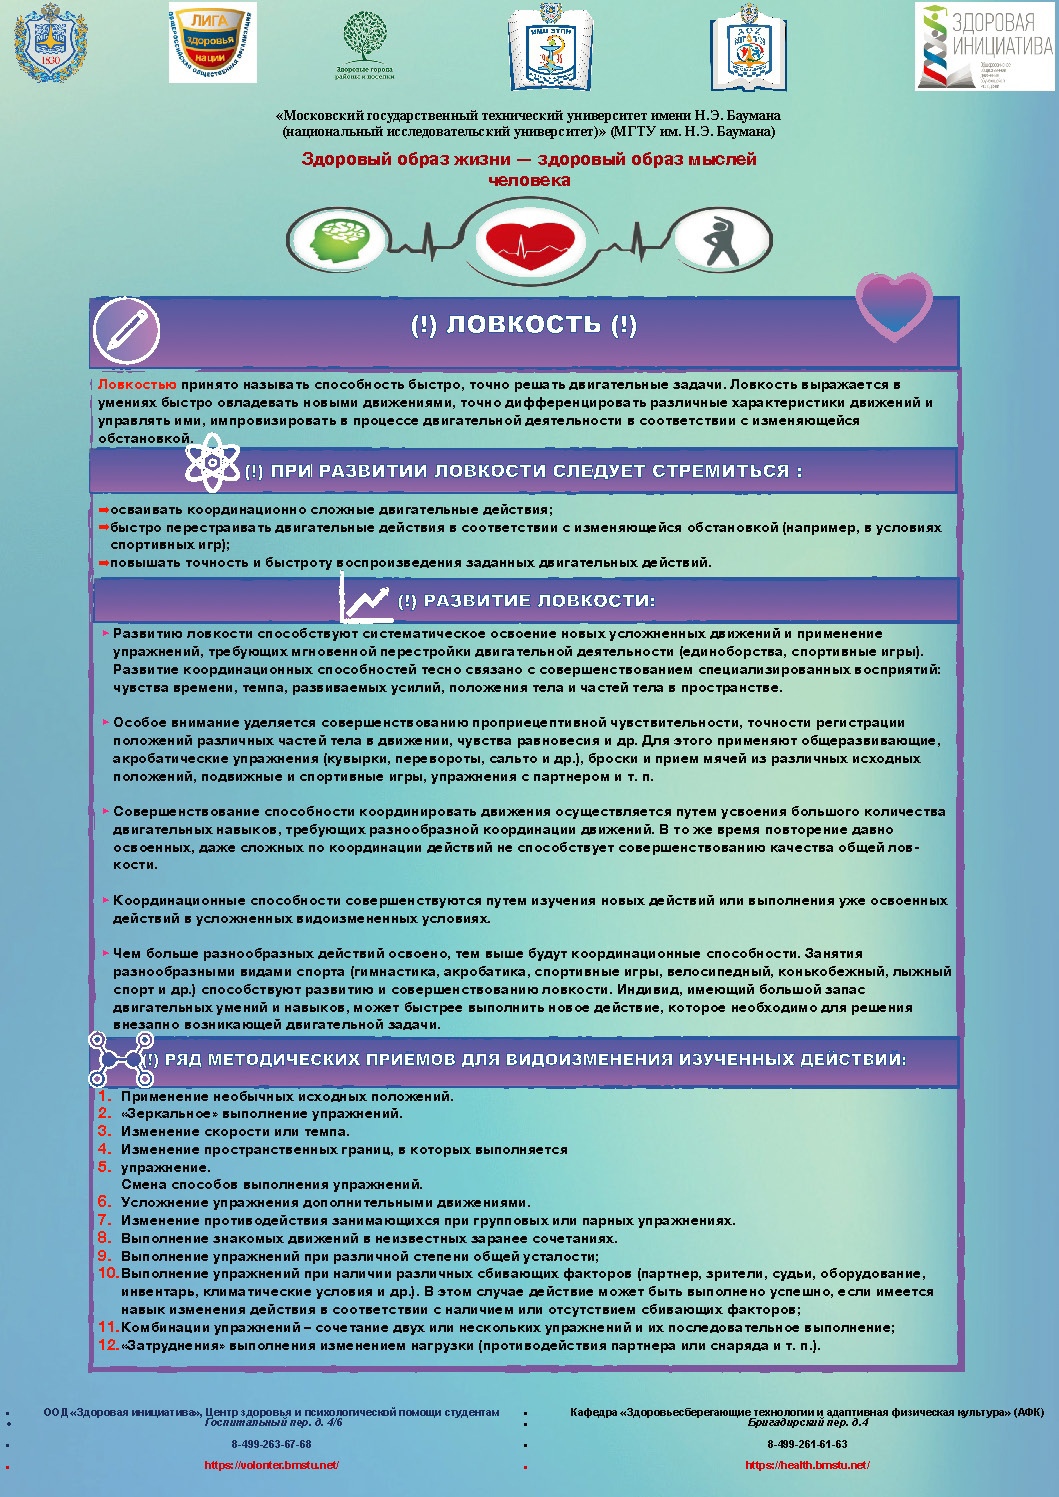 1830
ЛИГА
здоровья
нации
ОБЩЕРОССИЙСКАЯ ОБЩЕСТВЕННАЯ ОРГАНИЗАЦИЯ
Здоровые города
районы и поселки
ЗДОРОВАЯ
ИНИЦИАТИВА
«Московский государственный технический университет имени Н.Э. Баумана
(национальный исследовательский университет)» (МГТУ им. Н.Э. Баумана)
Здоровый образ жизни — здоровый образ мыслей
человека
(!) ЛОВКОСТЬ (!)
Ловкостью принято называть способность быстро, точно решать двигательные задачи. Ловкость выражается в
умениях быстро овладевать новыми движениями, точно дифференцировать различные характеристики движений и
управлять ими, импровизировать в процессе двигательной деятельности в соответствии с изменяющейся
обстановкой.
(!) ПРИ РАЗВИТИИ ЛОВКОСТИ СЛЕДУЕТ СТРЕМИТЬСЯ :
➡осваивать координационно сложные двигательные действия;
➡быстро перестраивать двигательные действия в соответствии с изменяющейся обстановкой (например, в условиях
спортивных игр);
➡повышать точность и быстроту воспроизведения заданных двигательных действий.
(!) РАЗВИТИЕ ЛОВКОСТИ:
➤ Развитию ловкости способствуют систематическое освоение новых усложненных движений и применение
упражнений, требующих мгновенной перестройки двигательной деятельности (единоборства, спортивные игры).
Развитие координационных способностей тесно связано с совершенствованием специализированных восприятий:
чувства времени, темпа, развиваемых усилий, положения тела и частей тела в пространстве.
➤ Особое внимание уделяется совершенствованию проприецептивной чувствительности, точности регистрации
положений различных частей тела в движении, чувства равновесия и др. Для этого применяют общеразвивающие,
акробатические упражнения (кувырки, перевороты, сальто и др.), броски и прием мячей из различных исходных
положений, подвижные и спортивные игры, упражнения с партнером и т. п.
➤ Совершенствование способности координировать движения осуществляется путем усвоения большого количества
двигательных навыков, требующих разнообразной координации движений. В то же время повторение давно
освоенных, даже сложных по координации действий не способствует совершенствованию качества общей лов-
кости.
➤ Координационные способности совершенствуются путем изучения новых действий или выполнения уже освоенных
действий в усложненных видоизмененных условиях.
➤ Чем больше разнообразных действий освоено, тем выше будут координационные способности. Занятия
разнообразными видами спорта (гимнастика, акробатика, спортивные игры, велосипедный, конькобежный, лыжный
спорт и др.) способствуют развитию и совершенствованию ловкости. Индивид, имеющий большой запас
двигательных умений и навыков, может быстрее выполнить новое действие, которое необходимо для решения
внезапно возникающей двигательной задачи.
(!) РЯД МЕТОДИЧЕСКИХ ПРИЕМОВ ДЛЯ ВИДОИЗМЕНЕНИЯ ИЗУЧЕННЫХ ДЕЙСТВИЙ:
1. Применение необычных исходных положений.
2. «Зеркальное» выполнение упражнений.
3. Изменение скорости или темпа.
4. Изменение пространственных границ, в которых выполняется
5. упражнение.
Смена способов выполнения упражнений.
6. Усложнение упражнения дополнительными движениями.
7. Изменение противодействия занимающихся при групповых или парных упражнениях.
8. Выполнение знакомых движений в неизвестных заранее сочетаниях.
9. Выполнение упражнений при различной степени общей усталости;
10. Выполнение упражнений при наличии различных сбивающих факторов (партнер, зрители, судьи, оборудование,
инвентарь, климатические условия и др.). В этом случае действие может быть выполнено успешно, если имеется
навык изменения действия в соответствии с наличием или отсутствием сбивающих факторов;
11. Комбинации упражнений – сочетание двух или нескольких упражнений и их последовательное выполнение;
12. «Затруднения» выполнения изменением нагрузки (противодействия партнера или снаряда и т. п.).
• ООД «Здоровая инициатива», Центр здоровья и психологической помощи студентам
• Госпитальный пер. д. 4/6
• 8-499-263-67-68
• https://volonter.bmstu.net/
• Кафедра «Здоровьесберегающие технологии и адаптивная физическая культура» (АФК)
• Бригадирский пер. д.4
• 8-499-261-61-63
• https://health.bmstu.net/